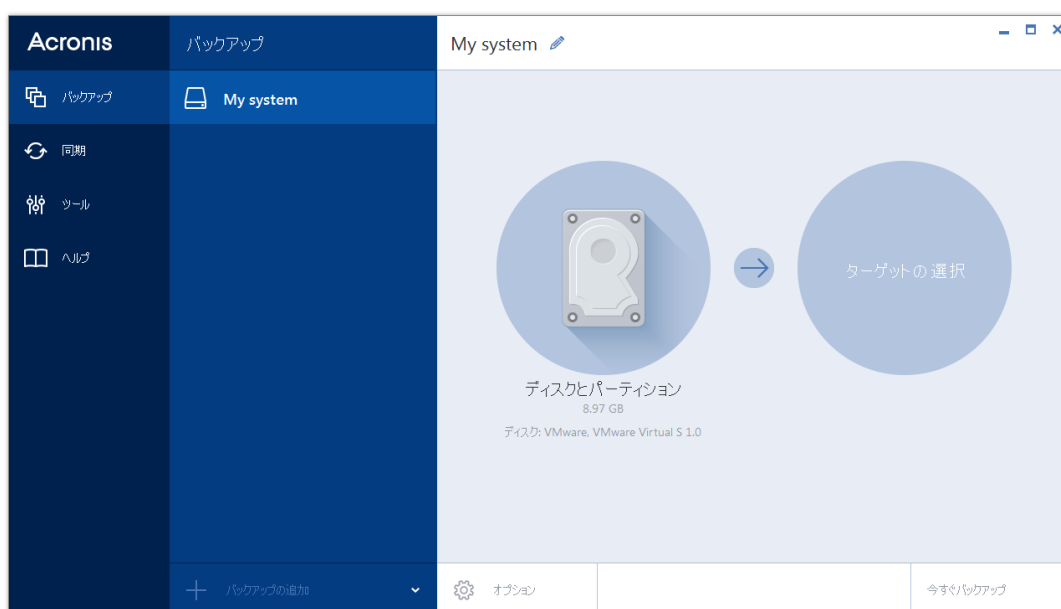 Acronis
バックアップ
My system
バックアップ
My system
同期
ツール
ヘルプ
ターゲットの選択
ディスクとパーティション
8.97 GB
ディスク: VMware, VMware Virtual S 1.0
バックアップの追加
オプション
今すぐバックアップ